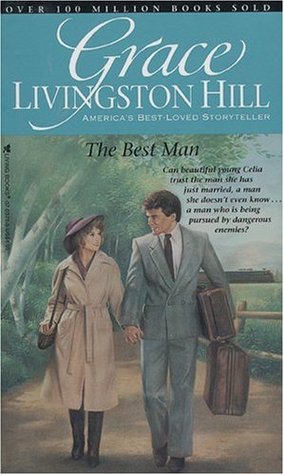 OVER 100 MILLION BOOKS SOLD
Grace
LIVINGSTON HILL
AMERICA'S BEST-LOVED STORYTELLER
The Best Man
Can beautiful young Celia
trust the man she has
just married, a man
she doesn't even know . . .
a man who is being
pursued by dangerous
enemies?
LIVING BOOKS®